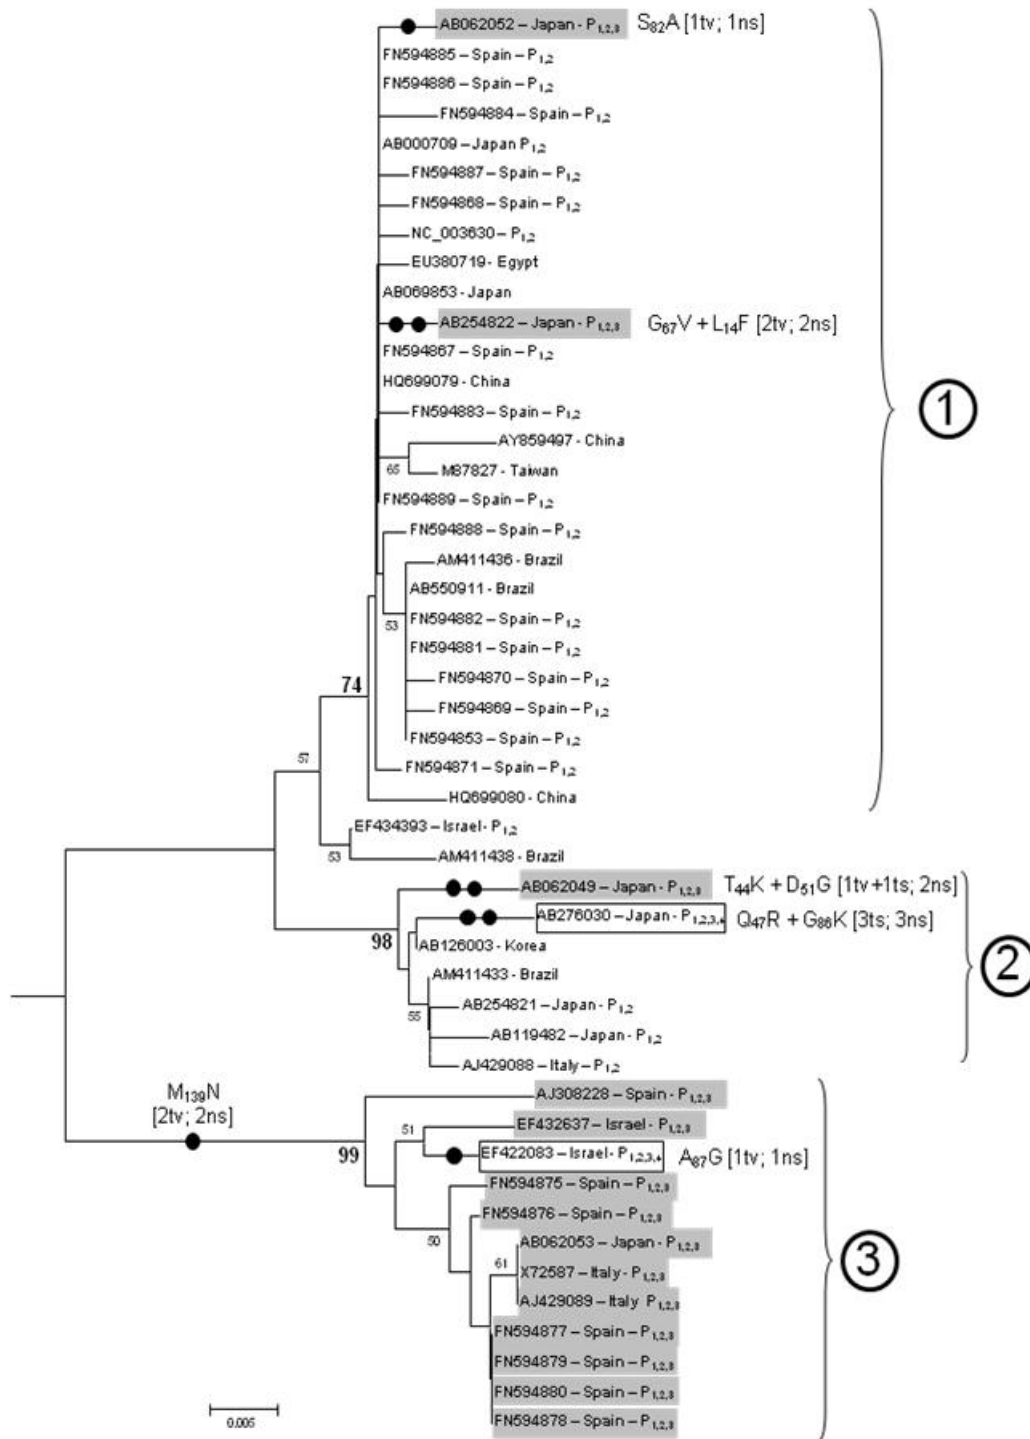 AB062052 – Japan - P1,2,3 S82A [1tv; 1ns]
FN594885 – Spain – P1,2
FN594886 – Spain – P1,2
FN594884 – Spain – P1,2
AB000709 – Japan P1,2
FN594887 – Spain – P1,2
FN594868 – Spain – P1,2
NC_003630 – P1,2
EU380719 - Egypt
AB069853 - Japan
AB254822 – Japan - P1,2,3 G67V + L14F [2tv; 2ns]
FN594867 – Spain – P1,2
HQ699079 - China
1
FN594883 – Spain – P1,2
AY859497 - China
65
M87827 - Taiwan
FN594889 – Spain – P1,2
FN594888 – Spain – P1,2
AM411436 - Brazil
AB550911 - Brazil
53
FN594882 – Spain – P1,2
FN594881 – Spain – P1,2
74
FN594870 – Spain – P1,2
FN594869 – Spain – P1,2
FN594853 – Spain – P1,2
57
FN594871 – Spain – P1,2
HQ699080 - China
EF434393 – Israel - P1,2
53
AM411438 - Brazil
AB062049 – Japan - P1,2,3 T44K + D51G [1tv+1ts; 2ns]
AB276030 – Japan - P1,2,3,4 Q47R + G86K [3ts; 3ns]
98
AB126003 - Korea
AM411433 - Brazil
2
AB254821 – Japan - P1,2
55
AB119482 – Japan - P1,2
AJ429088 – Italy – P1,2
M139N
[2tv; 2ns]
AJ308228 – Spain - P1,2,3
51
EF432637 - Israel - P1,2,3
99
EF422083 – Israel - P1,2,3,4 A87G [1tv; 1ns]
FN594875 – Spain – P1,2,3
FN594876 – Spain – P1,2,3
50
AB062053 – Japan - P1,2,3
61
X72587 – Italy - P1,2,3
3
AJ429089 – Italy P1,2,3
FN594877 – Spain – P1,2,3
FN594879 – Spain – P1,2,3
FN594880 – Spain – P1,2,3
FN594878 – Spain – P1,2,3
0.005